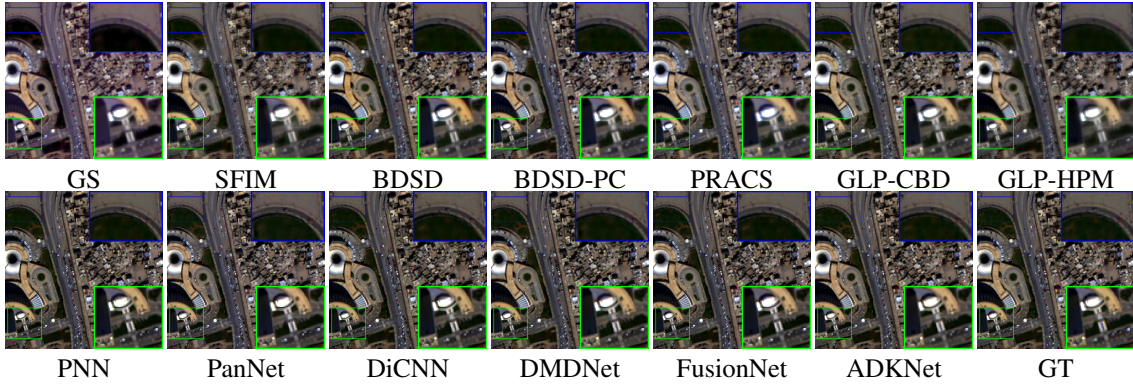 GS SFIM BDSD BDSD-PC PRACS GLP-CBD GLP-HPM
PNN PanNet DiCNN DMDNet FusionNet ADKNet GT